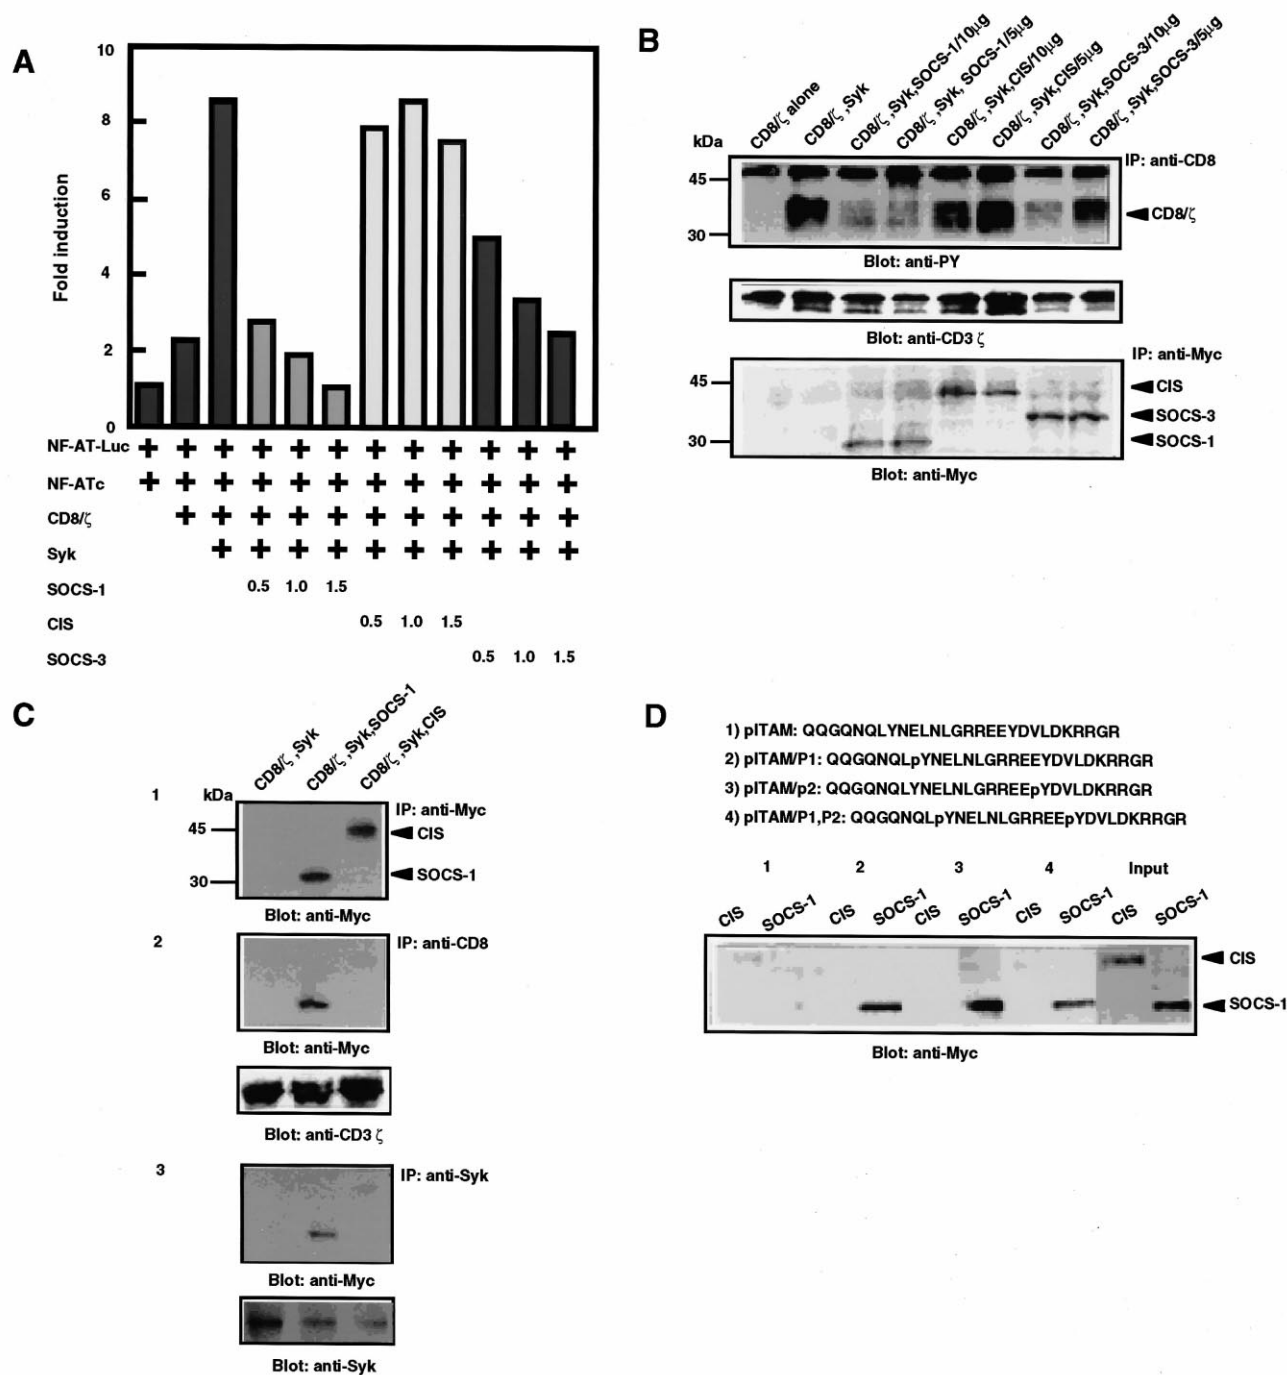 A
10
8
6
4
2
0
Fold induction
NF-AT-Luc + + + + + + + + + + + +
NF-ATc + + + + + + + + + + + +
CD8/ζ + + + + + + + + + + +
Syk + + + + + + + + + +
SOCS-1 0.5 1.0 1.5
CIS 0.5 1.0 1.5
SOCS-3 0.5 1.0 1.5
B
CD8/ζ alone
CD8/ζ ,Syk
CD8/ζ ,Syk,SOCS-1/10μg
CD8/ζ ,Syk, SOCS-1/5μg
CD8/ζ ,Syk,CIS/10μg
CD8/ζ ,Syk,CIS/5μg
CD8/ζ ,Syk,SOCS-3/10μg
CD8/ζ ,Syk,SOCS-3/5μg
kDa
IP: anti-CD8
45
CD8/ζ
30
Blot: anti-PY
Blot: anti-CD3 ζ
IP: anti-Myc
45
CIS
SOCS-3
30
SOCS-1
Blot: anti-Myc
C
CD8/ζ ,Syk
CD8/ζ ,Syk,SOCS-1
CD8/ζ ,Syk,CIS
1
kDa
IP: anti-Myc
45
CIS
SOCS-1
30
Blot: anti-Myc
2
IP: anti-CD8
Blot: anti-Myc
Blot: anti-CD3 ζ
3
IP: anti-Syk
Blot: anti-Myc
Blot: anti-Syk
D
1) pITAM: QQGQNQLYNELNLGRREEYDVLDKRRGR
2) pITAM/P1: QQGQNQLpYNELNLGRREEYDVLDKRRGR
3) pITAM/p2: QQGQNQLYNELNLGRREEpYDVLDKRRGR
4) pITAM/P1,P2: QQGQNQLpYNELNLGRREEpYDVLDKRRGR
1 2 3 4 Input
CIS SOCS-1 CIS SOCS-1 CIS SOCS-1 CIS SOCS-1 CIS SOCS-1
CIS
SOCS-1
Blot: anti-Myc